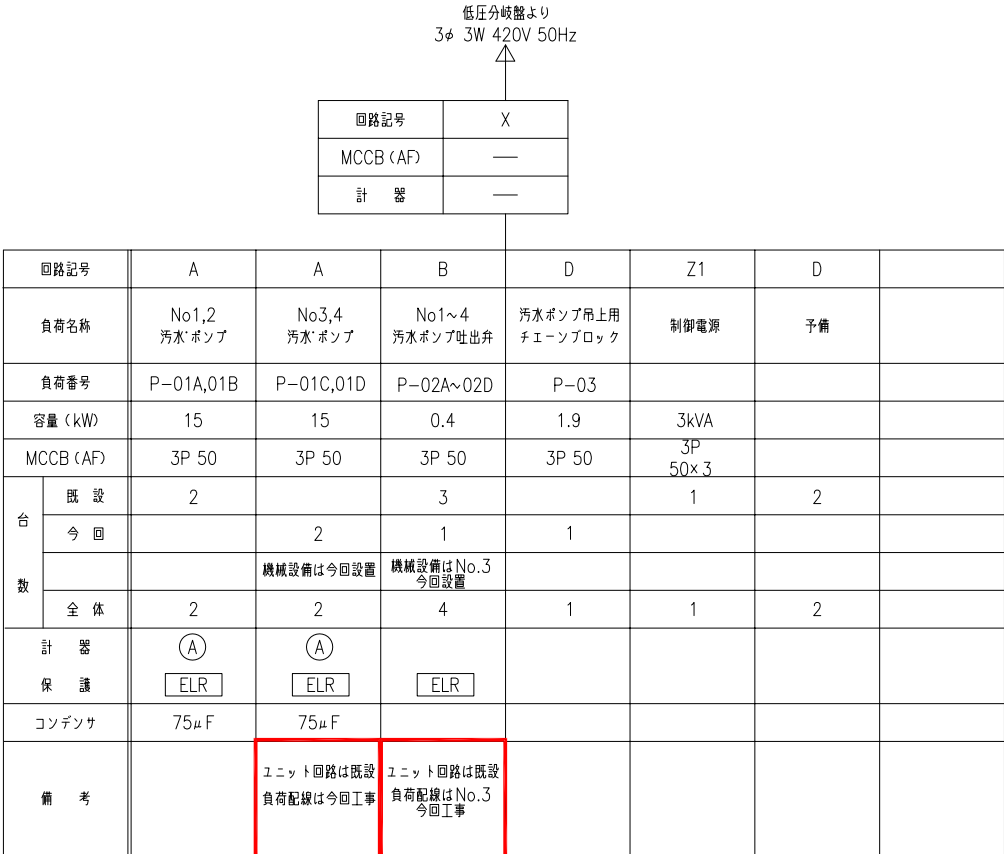 低圧分岐盤より
3φ 3W 420V 50Hz
回路記号 X
MCCB (AF) —
計 器 —
回路記号 A A B D Z1 D
負荷名称 No1,2 汚水ポンプ No3,4 汚水ポンプ No1~4 汚水ポンプ吐出弁 汚水ポンプ吊上用 チェーンブロック 制御電源 予備
負荷番号 P-01A,01B P-01C,01D P-02A~02D P-03
容量 (kW) 15 15 0.4 1.9 3kVA
MCCB (AF) 3P 50 3P 50 3P 50 3P 50 3P 50×3
台数
既 設 2 3 1 2
今 回 2 1 1
機械設備は今回設置 機械設備はNo.3 今回設置
全 体 2 2 4 1 1 2
計 器 A A
保 護 ELR ELR ELR
コンデンサ 75μF 75μF
備 考
ユニット回路は既設
負荷配線は今回工事
ユニット回路は既設
負荷配線はNo.3
今回工事